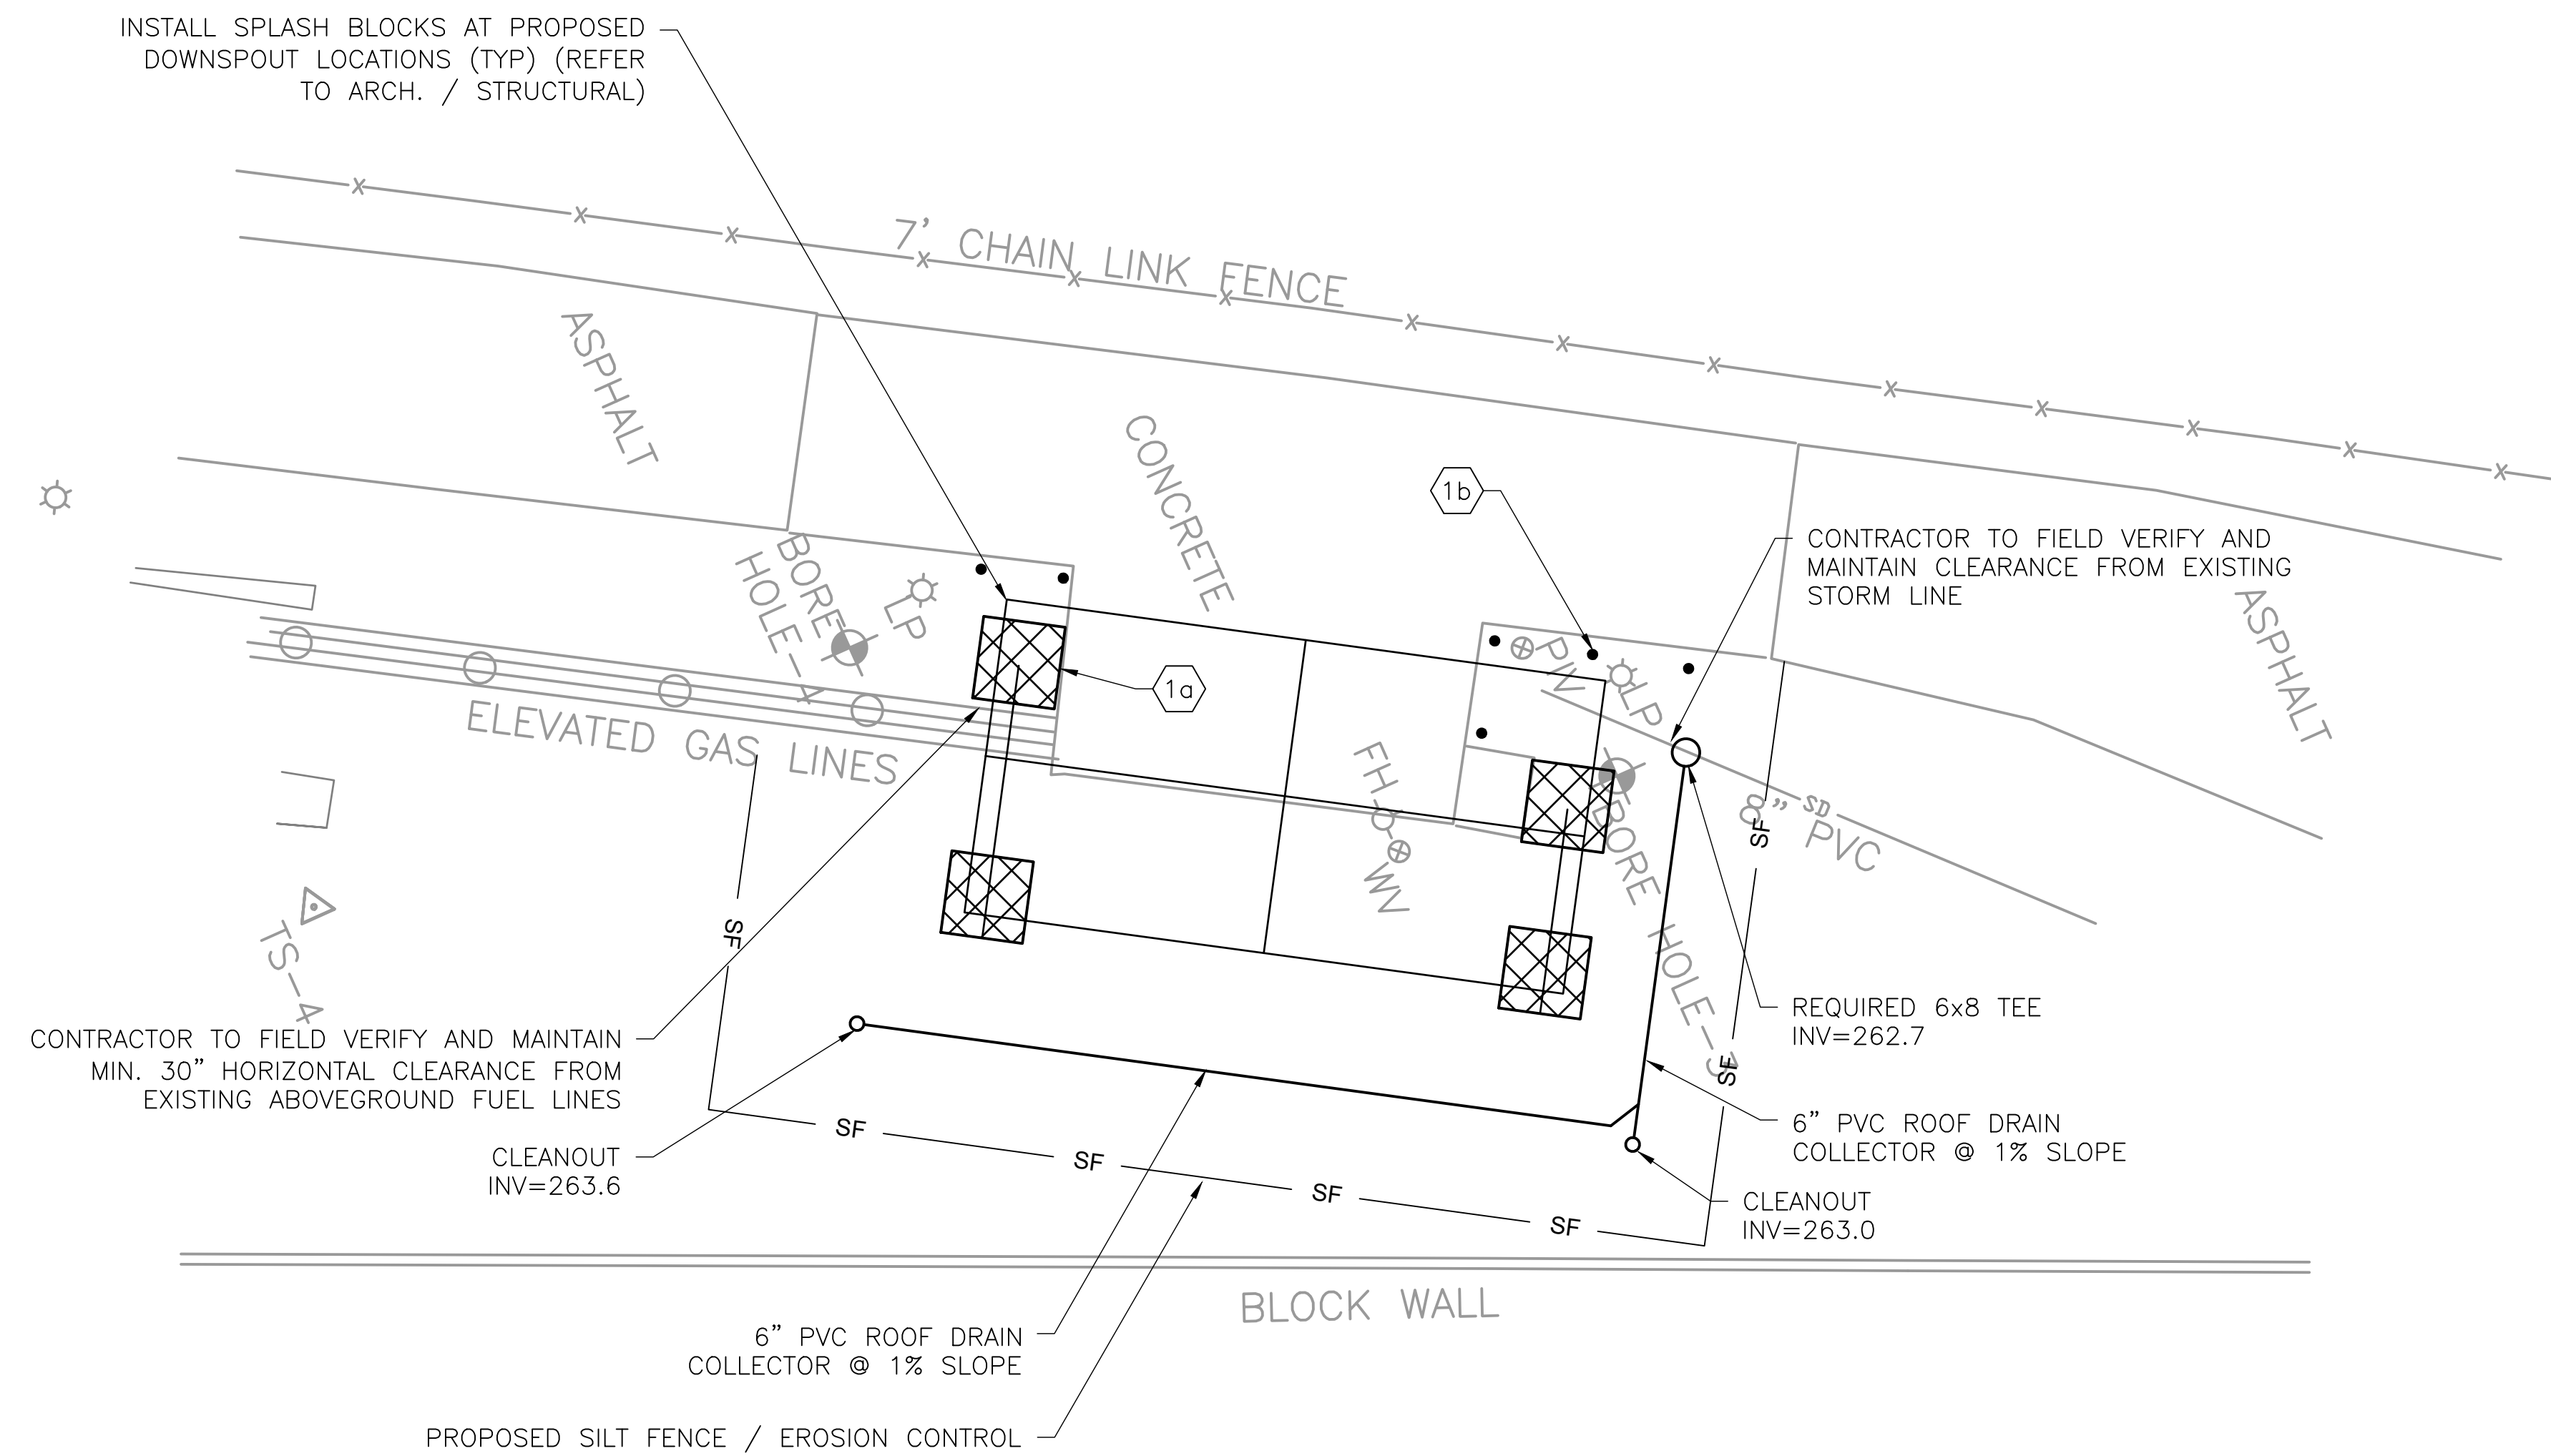 INSTALL SPLASH BLOCKS AT PROPOSED
DOWNSPOUT LOCATIONS (TYP) (REFER
TO ARCH. / STRUCTURAL)
7' CHAIN LINK FENCE
ASPHALT
CONCRETE
1b
CONTRACTOR TO FIELD VERIFY AND
MAINTAIN CLEARANCE FROM EXISTING
STORM LINE
ASPHALT
BORE
HOLE-4
LP
1a
PIV
LP
ELEVATED GAS LINES
FH
WV
BORE HOLE-3
8" PVC
SD
SF
SF
SF
TS-4
CONTRACTOR TO FIELD VERIFY AND MAINTAIN
MIN. 30" HORIZONTAL CLEARANCE FROM
EXISTING ABOVEGROUND FUEL LINES
REQUIRED 6x8 TEE
INV=262.7
6" PVC ROOF DRAIN
COLLECTOR @ 1% SLOPE
CLEANOUT
INV=263.6
SF
SF
SF
SF
CLEANOUT
INV=263.0
BLOCK WALL
6" PVC ROOF DRAIN
COLLECTOR @ 1% SLOPE
PROPOSED SILT FENCE / EROSION CONTROL